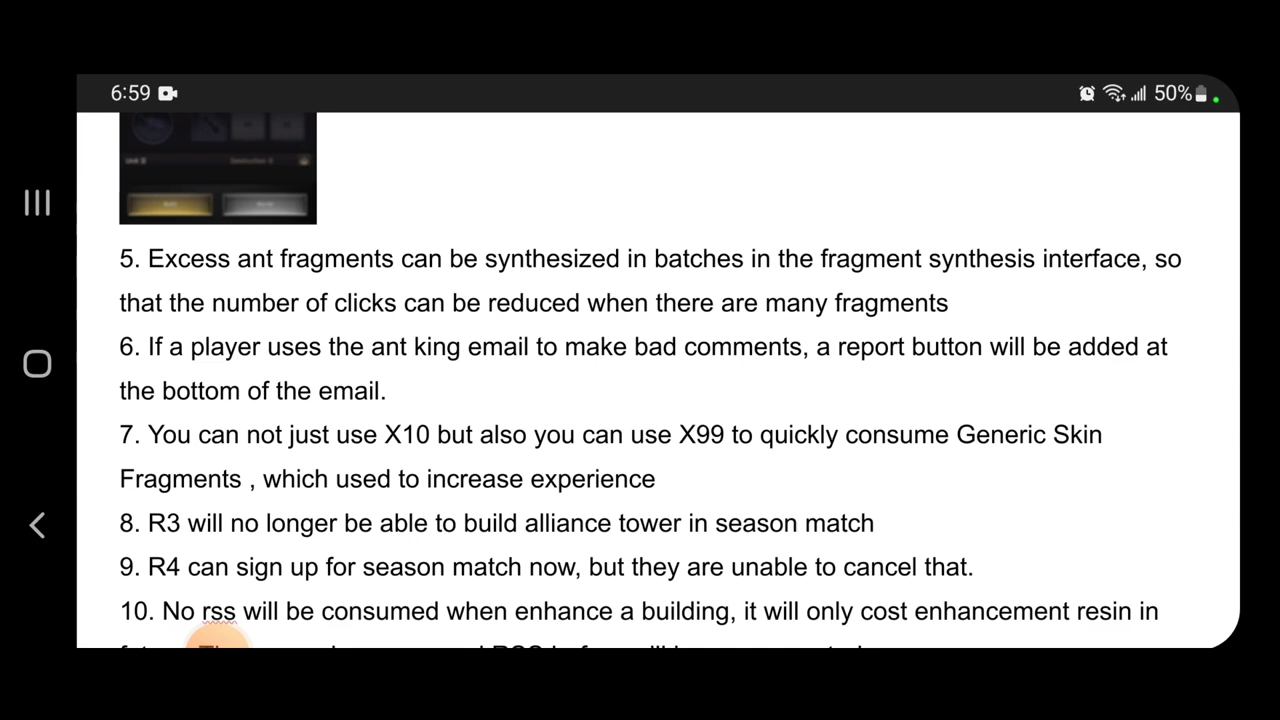 6:59
50%
5. Excess ant fragments can be synthesized in batches in the fragment synthesis interface, so
that the number of clicks can be reduced when there are many fragments
6. If a player uses the ant king email to make bad comments, a report button will be added at
the bottom of the email.
7. You can not just use X10 but also you can use X99 to quickly consume Generic Skin
Fragments , which used to increase experience
8. R3 will no longer be able to build alliance tower in season match
9. R4 can sign up for season match now, but they are unable to cancel that.
10. No rss will be consumed when enhance a building, it will only cost enhancement resin in